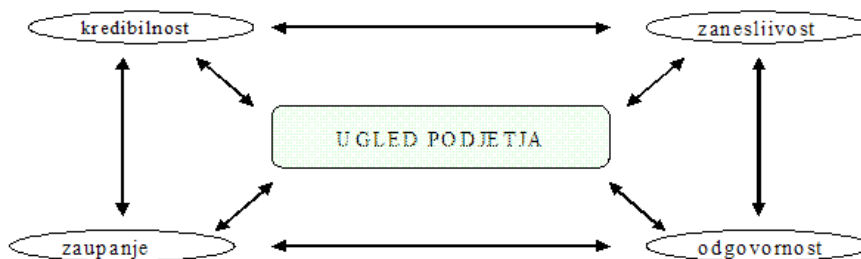 kredibilnost
zanesliivost
UGLED PODJETJA
zaupanje
odgovornost